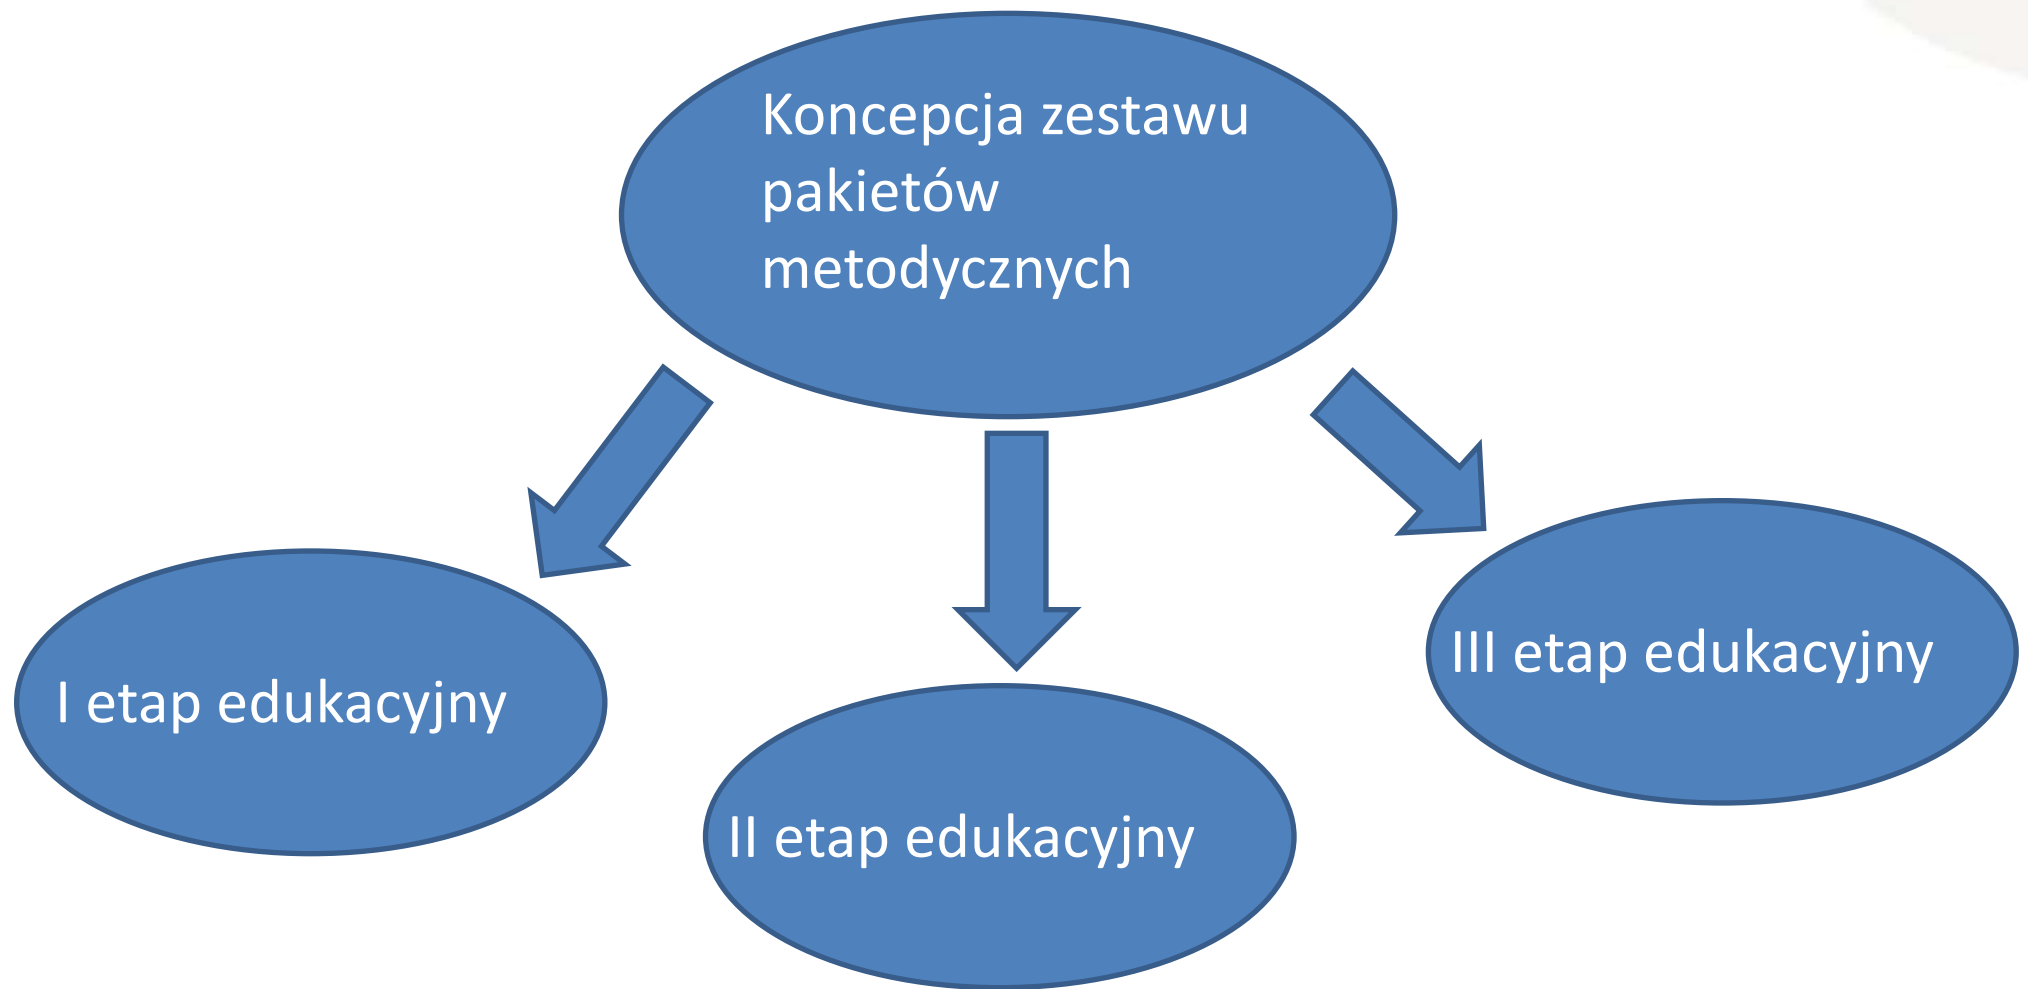 Koncepcja zestawu
pakietów
metodycznych
I etap edukacyjny
II etap edukacyjny
III etap edukacyjny